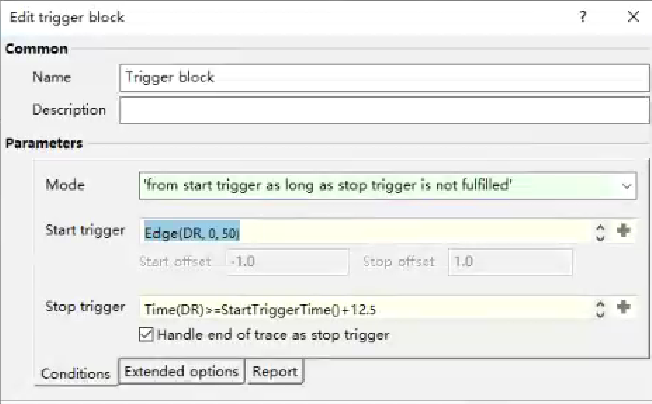 Edit trigger block
Common
Name Trigger block
Description
Parameters
Mode 'from start trigger as long as stop trigger is not fulfilled'
Start trigger Edge(DR, 0, 50)
Start offset -1.0 Stop offset 1.0
Stop trigger Time(DR)>=StartTriggerTime()+12.5
Handle end of trace as stop trigger
Conditions Extended options Report